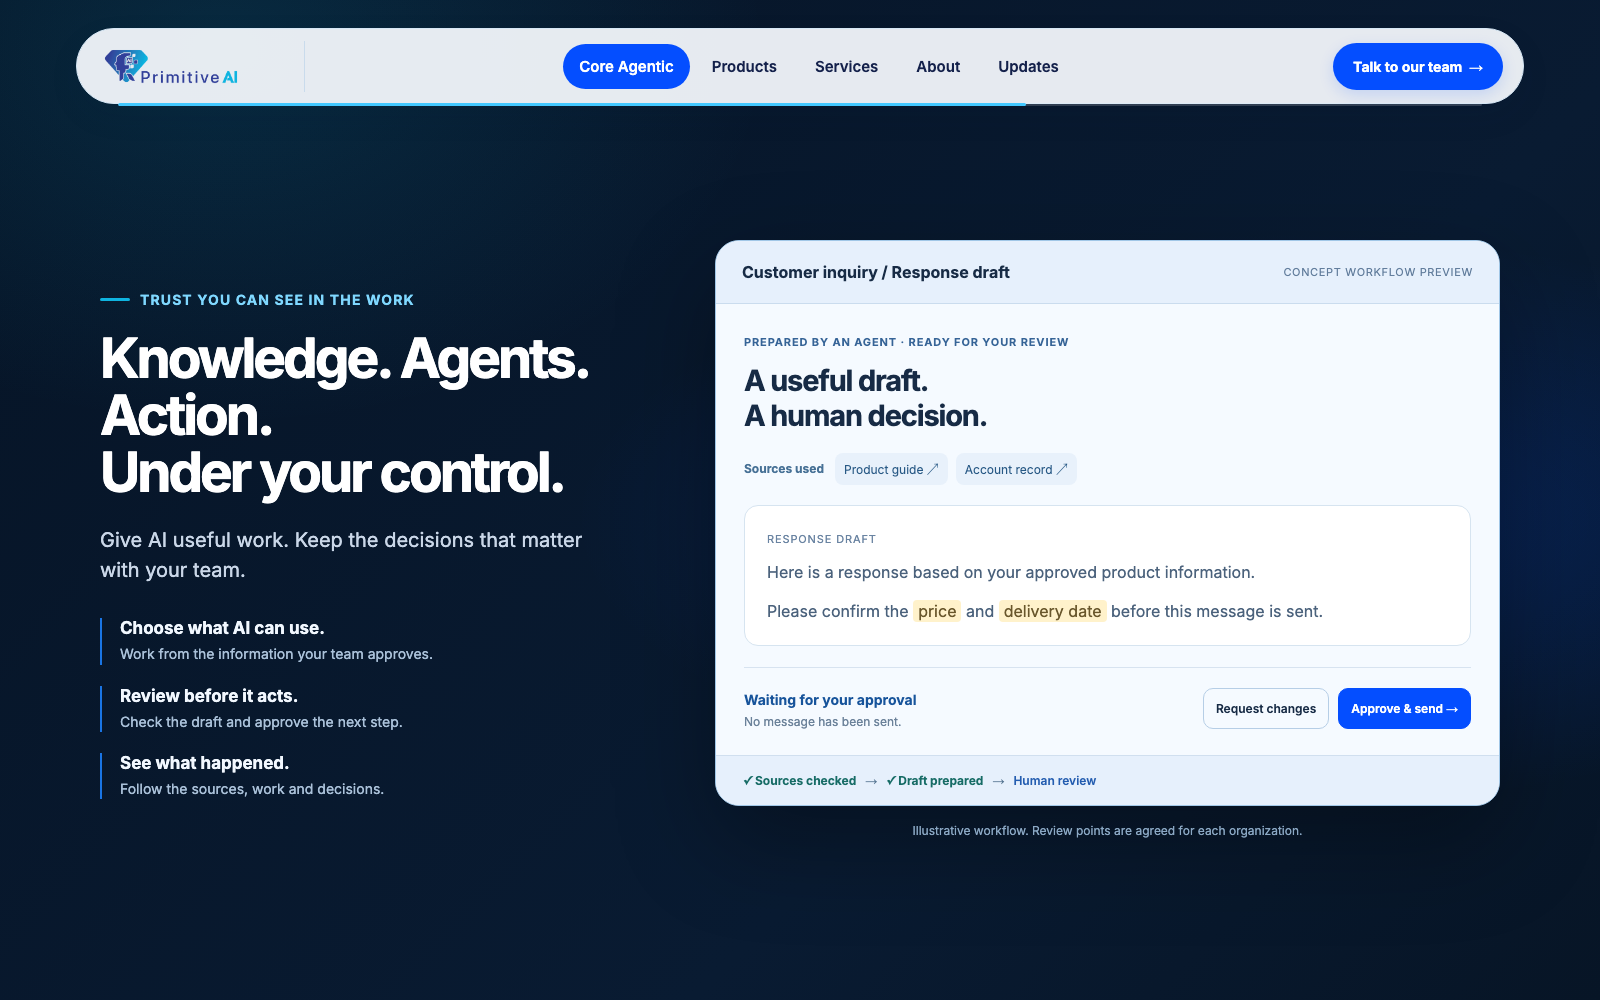 Primitive AI
Core Agentic
Products
Services
About
Updates
Talk to our team →
TRUST YOU CAN SEE IN THE WORK
Knowledge. Agents.
Action.
Under your control.
Give AI useful work. Keep the decisions that matter
with your team.
Choose what AI can use.
Work from the information your team approves.
Review before it acts.
Check the draft and approve the next step.
See what happened.
Follow the sources, work and decisions.
Customer inquiry / Response draft
CONCEPT WORKFLOW PREVIEW
PREPARED BY AN AGENT · READY FOR YOUR REVIEW
A useful draft.
A human decision.
Sources used Product guide ↗ Account record ↗
RESPONSE DRAFT
Here is a response based on your approved product information.
Please confirm the price and delivery date before this message is sent.
Waiting for your approval
No message has been sent.
Request changes
Approve & send →
✓ Sources checked → ✓ Draft prepared → Human review
Illustrative workflow. Review points are agreed for each organization.